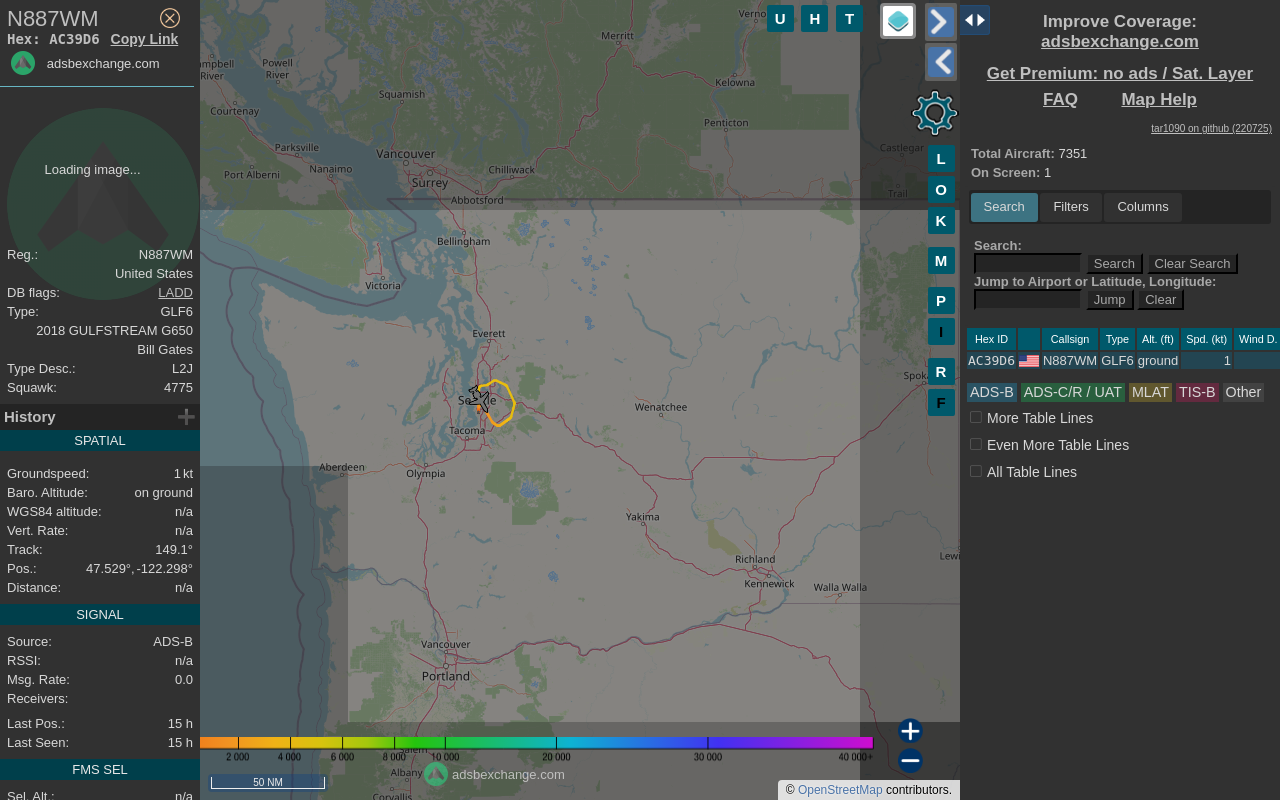 N887WM
Hex: AC39D6 Copy Link
adsbexchange.com
Loading image...
Reg.: N887WM
United States
DB flags: LADD
Type: GLF6
2018 GULFSTREAM G650
Bill Gates
Type Desc.: L2J
Squawk: 4775
History
SPATIAL
Groundspeed: 1 kt
Baro. Altitude: on ground
WGS84 altitude: n/a
Vert. Rate: n/a
Track: 149.1°
Pos.: 47.529°, -122.298°
Distance: n/a
SIGNAL
Source: ADS-B
RSSI: n/a
Msg. Rate: 0.0
Receivers:
Last Pos.: 15 h
Last Seen: 15 h
FMS SEL
Sel. Alt.: n/a
U H T
Merritt
Powell
River
River
Squamish
Kelowna
Courtenay
Penticton
Parksville
Vancouver
Castlegar
Port Alberni
Nanaimo
Chilliwack
Surrey
Trail
Abbotsford
Bellingham
Victoria
Everett
Wenatchee
Tacoma
Aberdeen
Olympia
Yakima
Richland
Kennewick
Walla Walla
Vancouver
Portland
Salem
Albany
Corvallis
L
O
K
M
P
I
R
F
2 000 4 000 6 000 8 000 10 000 20 000 30 000 40 000+
50 NM
adsbexchange.com
© OpenStreetMap contributors.
Improve Coverage:
adsbexchange.com
Get Premium: no ads / Sat. Layer
FAQ Map Help
tar1090 on github (220725)
Total Aircraft: 7351
On Screen: 1
Search Filters Columns
Search:
Search Clear Search
Jump to Airport or Latitude, Longitude:
Jump Clear
Hex ID Callsign Type Alt. (ft) Spd. (kt) Wind D.
AC39D6 N887WM GLF6 ground 1
ADS-B ADS-C/R / UAT MLAT TIS-B Other
More Table Lines
Even More Table Lines
All Table Lines